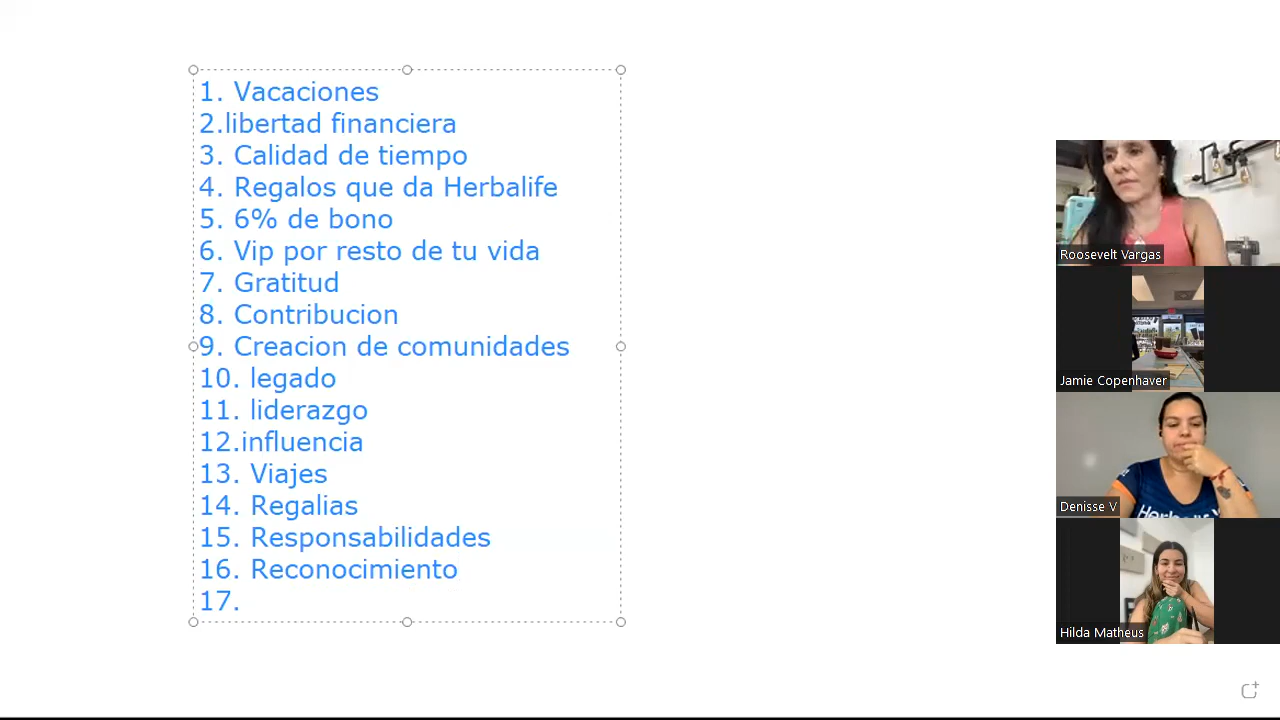 1. Vacaciones
2.libertad financiera
3. Calidad de tiempo
4. Regalos que da Herbalife
5. 6% de bono
6. Vip por resto de tu vida
7. Gratitud
8. Contribucion
9. Creacion de comunidades
10. legado
11. liderazgo
12.influencia
13. Viajes
14. Regalias
15. Responsabilidades
16. Reconocimiento
17.
Roosevelt Vargas
Jamie Copenhaver
Denisse V
Hilda Matheus